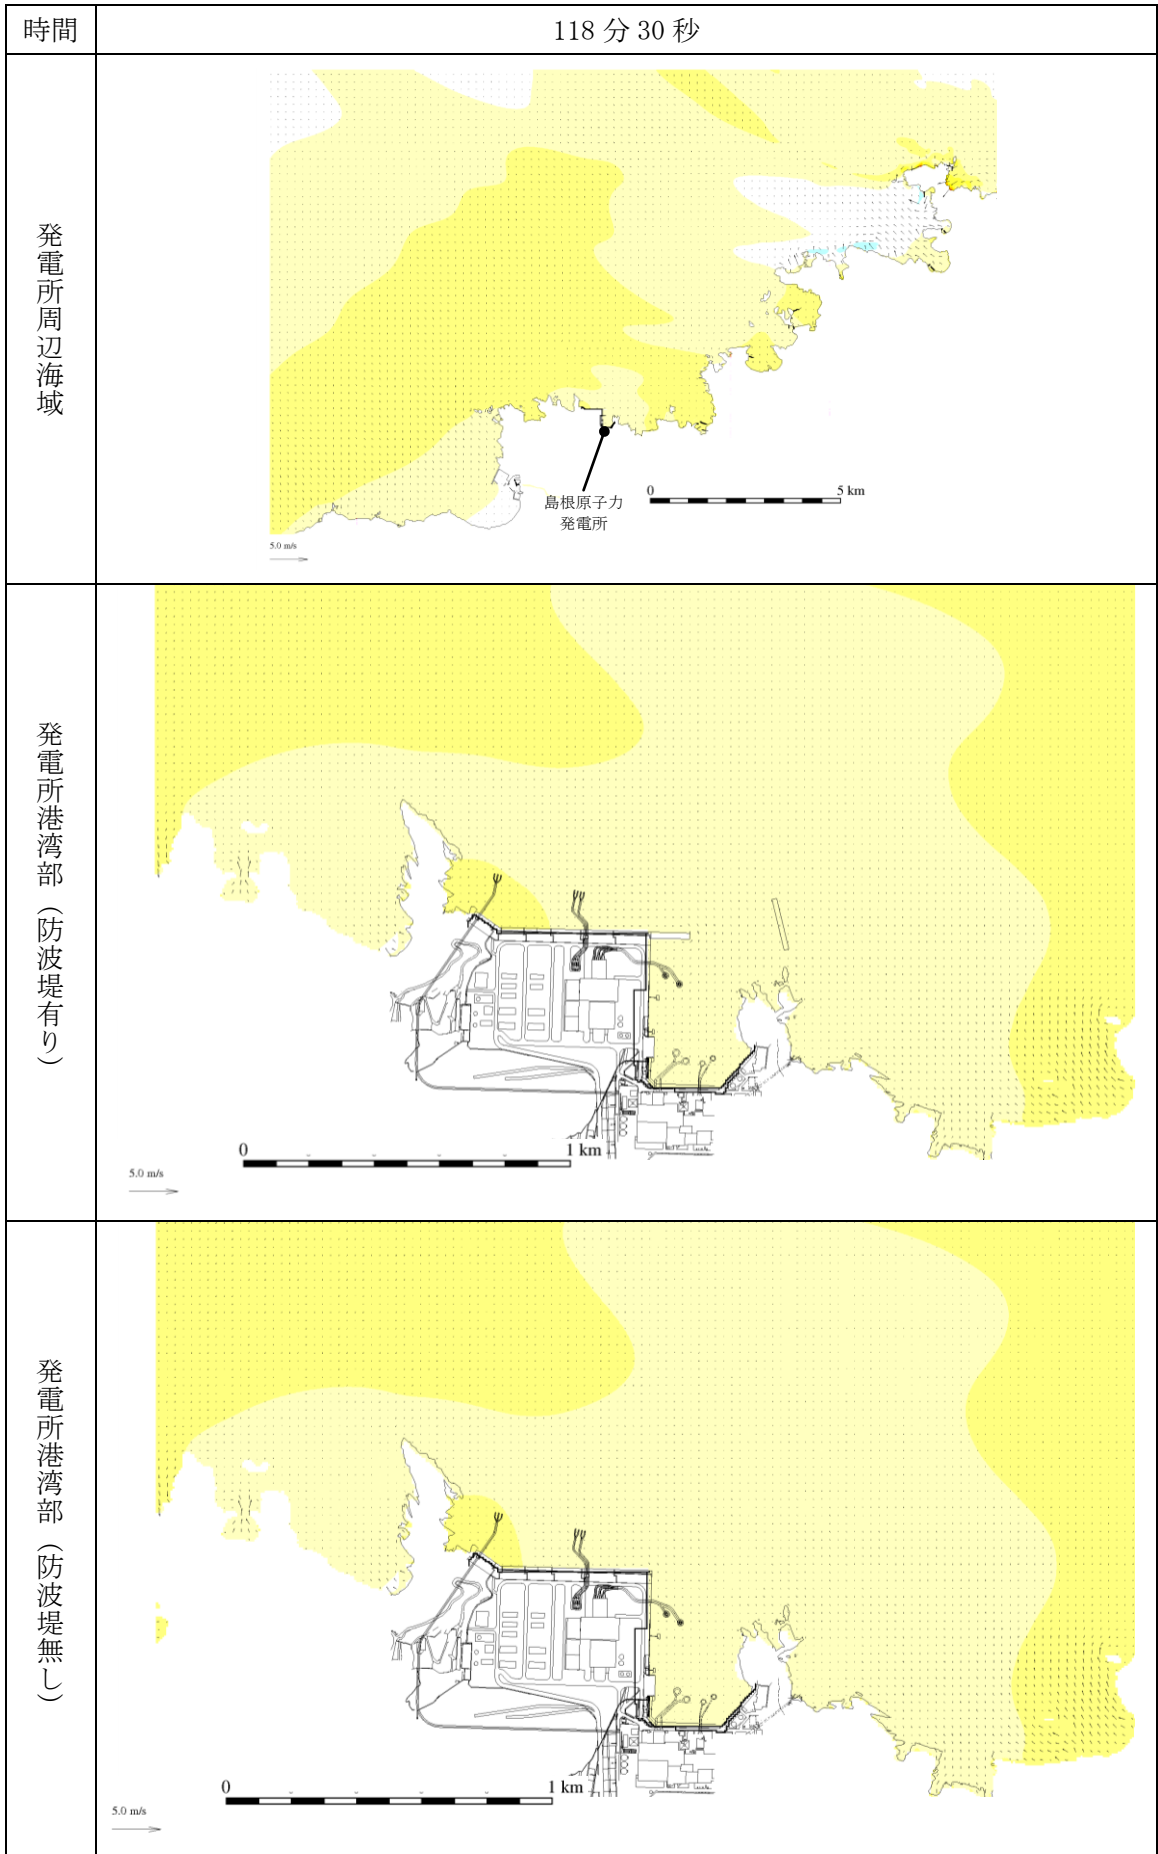 時間
118 分 30 秒
発電所周辺海域
島根原子力
発電所
0
5 km
5.0 m/s
発電所港湾部（防波堤有り）
0
1 km
5.0 m/s
発電所港湾部（防波堤無し）
0
1 km
5.0 m/s